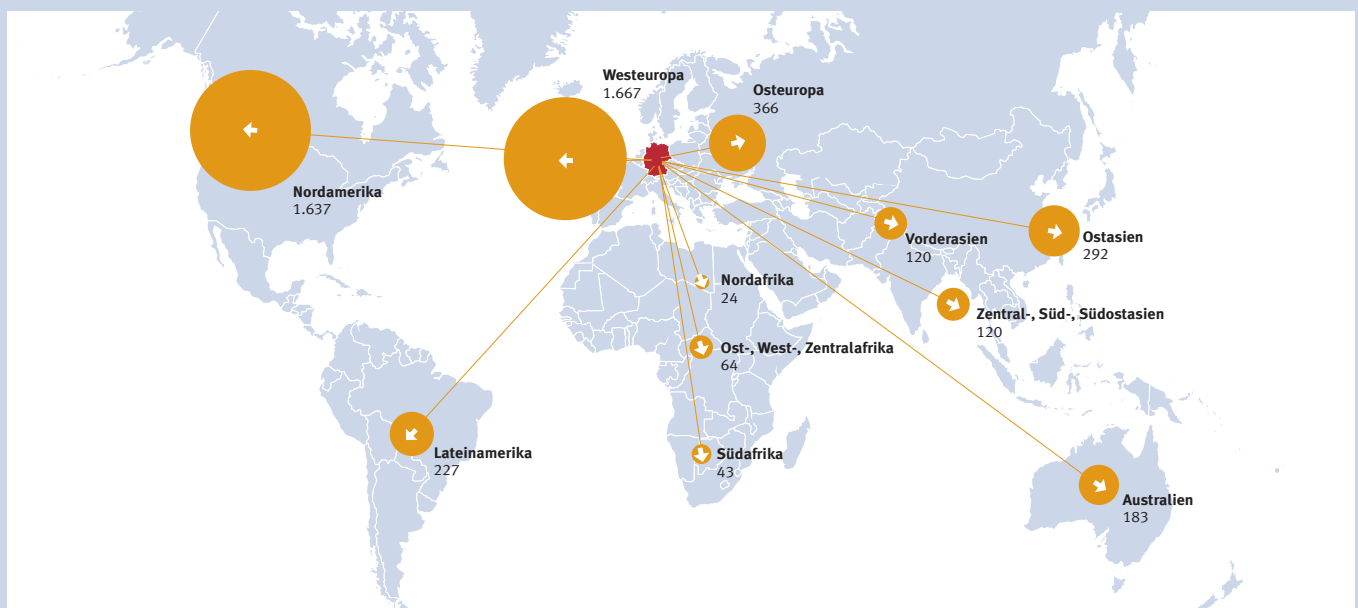 Westeuropa
1.667
Osteuropa
366
Nordamerika
1.637
Vorderasien
120
Ostasien
292
Nordafrika
24
Zentral-, Süd-, Südostasien
120
Ost-, West-, Zentralafrika
64
Lateinamerika
227
Südafrika
43
Australien
183